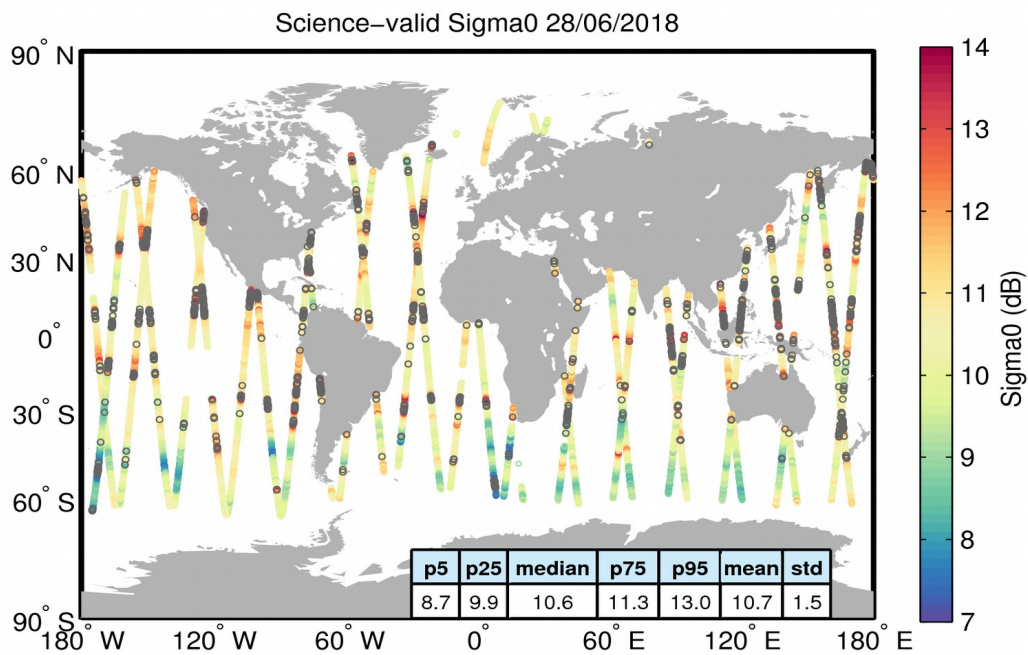 Science−valid Sigma0 28/06/2018
90° N
60° N
30° N
0°
30° S
60° S
90° S
180° W
120° W
60° W
0°
60° E
120° E
180° E
p5 p25 median p75 p95 mean std
8.7 9.9 10.6 11.3 13.0 10.7 1.5
14
13
12
11
10
9
8
7
Sigma0 (dB)